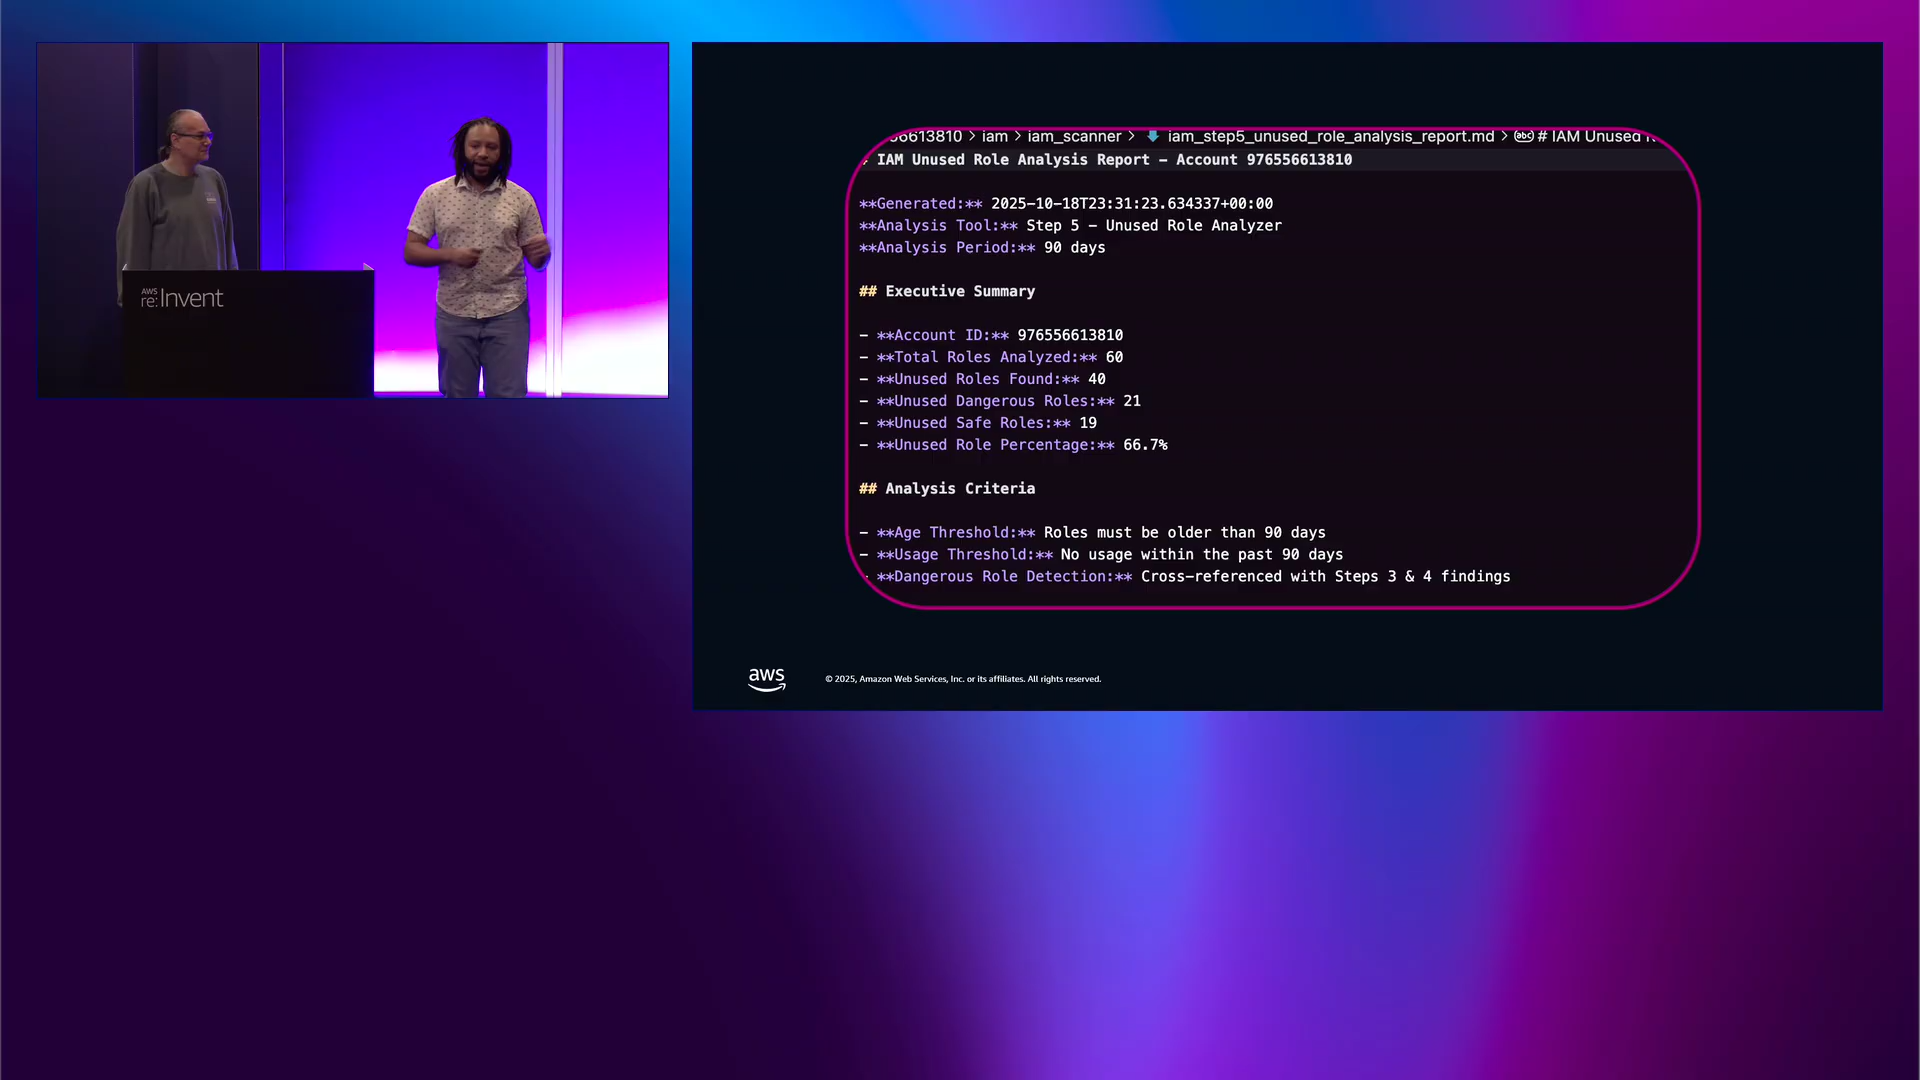 AWS
re:Invent
66613810 > iam > iam_scanner > iam_step5_unused_role_analysis_report.md > abc # IAM Unused R
# IAM Unused Role Analysis Report – Account 976556613810
**Generated:** 2025-10-18T23:31:23.634337+00:00
**Analysis Tool:** Step 5 – Unused Role Analyzer
**Analysis Period:** 90 days
## Executive Summary
- **Account ID:** 976556613810
- **Total Roles Analyzed:** 60
- **Unused Roles Found:** 40
- **Unused Dangerous Roles:** 21
- **Unused Safe Roles:** 19
- **Unused Role Percentage:** 66.7%
## Analysis Criteria
- **Age Threshold:** Roles must be older than 90 days
- **Usage Threshold:** No usage within the past 90 days
- **Dangerous Role Detection:** Cross-referenced with Steps 3 & 4 findings
aws
© 2025, Amazon Web Services, Inc. or its affiliates. All rights reserved.